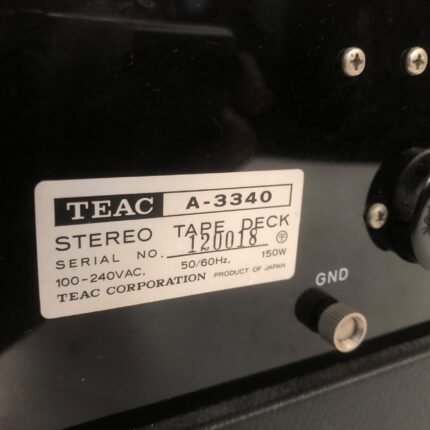 TEAC A-3340
STEREO TAPE DECK
SERIAL NO. 120018 T
100-240VAC, 50/60Hz, 150W
TEAC CORPORATION PRODUCT OF JAPAN
GND